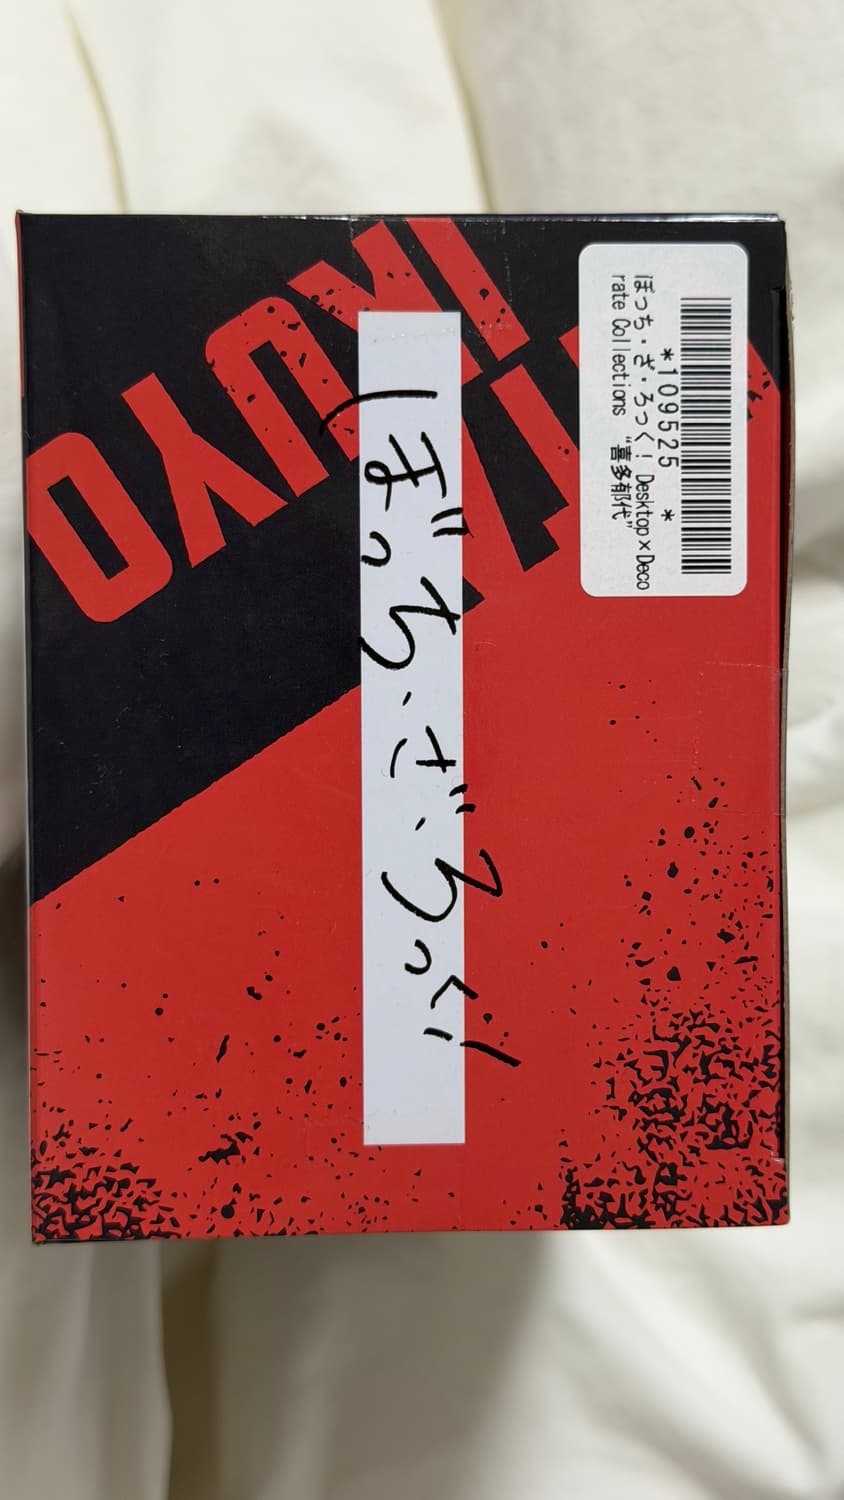 KITA
IKUYO
ぼっち・ざ・ろっく!
*109525*
ぼっち・ざ・ろっく! Desktop×Deco
rate Collections "喜多郁代"